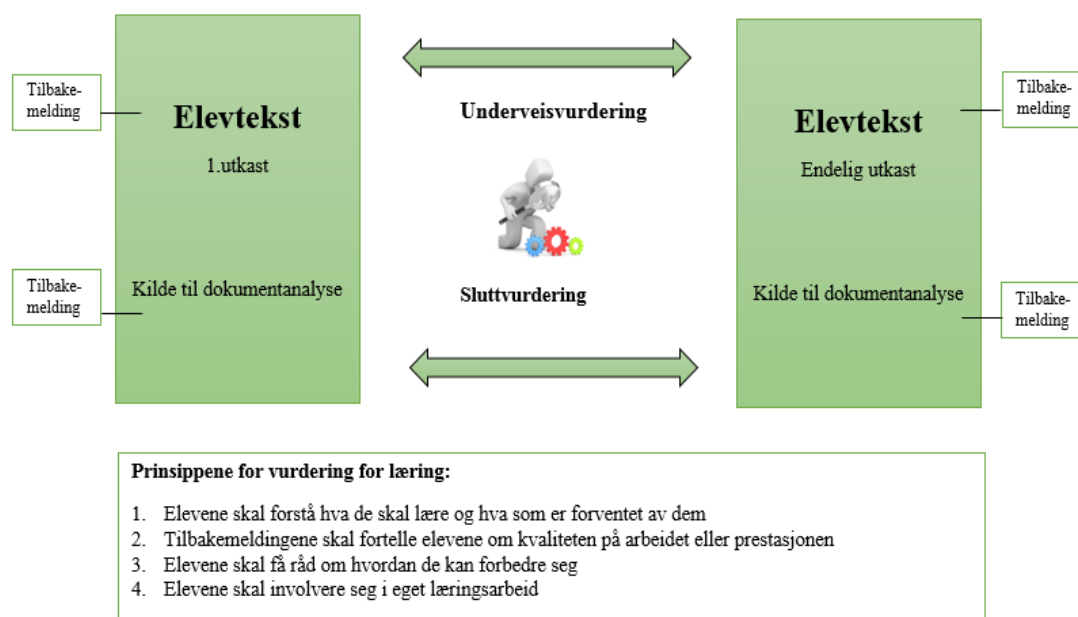 Tilbake-
melding
Elevtekst
1.utkast
Tilbake-
melding
Kilde til dokumentanalyse
Underveisvurdering
Sluttvurdering
Tilbake-
melding
Elevtekst
Endelig utkast
Kilde til dokumentanalyse
Tilbake-
melding
Prinsippene for vurdering for læring:
1. Elevene skal forstå hva de skal lære og hva som er forventet av dem
2. Tilbakemeldingene skal fortelle elevene om kvaliteten på arbeidet eller prestasjonen
3. Elevene skal få råd om hvordan de kan forbedre seg
4. Elevene skal involvere seg i eget læringsarbeid